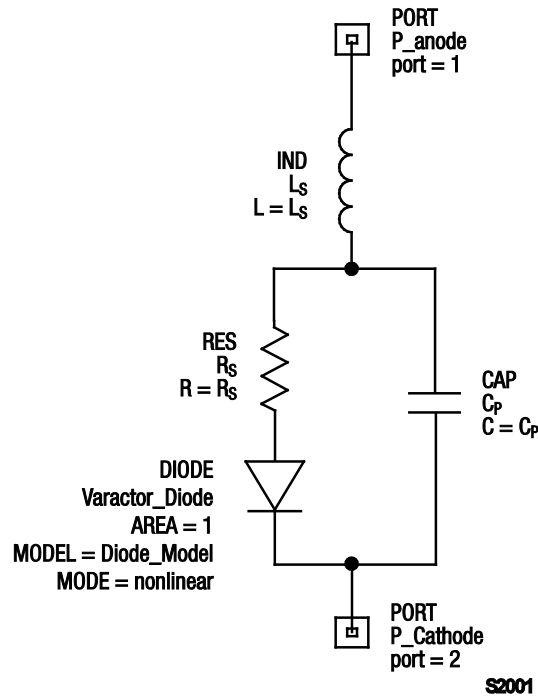 PORT
P_anode
port = 1
IND
LS
L = LS
RES
RS
R = RS
CAP
CP
C = CP
DIODE
Varactor_Diode
AREA = 1
MODEL = Diode_Model
MODE = nonlinear
PORT
P_Cathode
port = 2
S2001